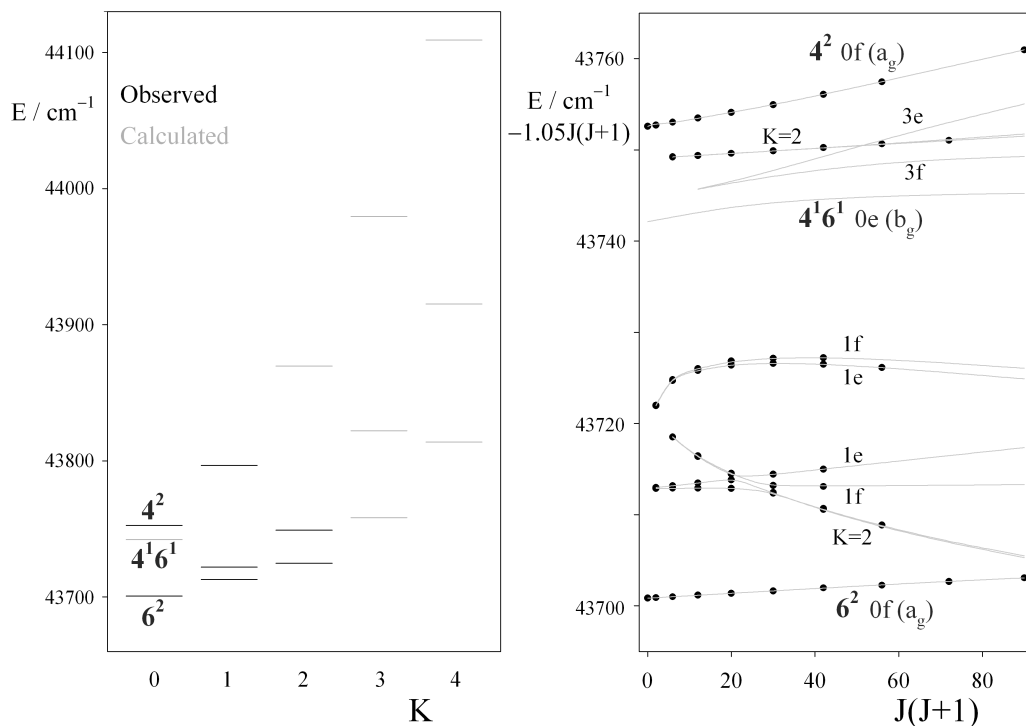 44100
E / cm⁻¹
Observed
Calculated
44000
43900
43800
43700
4²
4¹6¹
6²
0
1
2
3
4
K
43760
E / cm⁻¹
−1.05J(J+1)
43740
43720
43700
4² 0f (a_g)
3e
K=2
3f
4¹6¹ 0e (b_g)
1f
1e
1e
1f
K=2
6² 0f (a_g)
0
20
40
60
80
J(J+1)